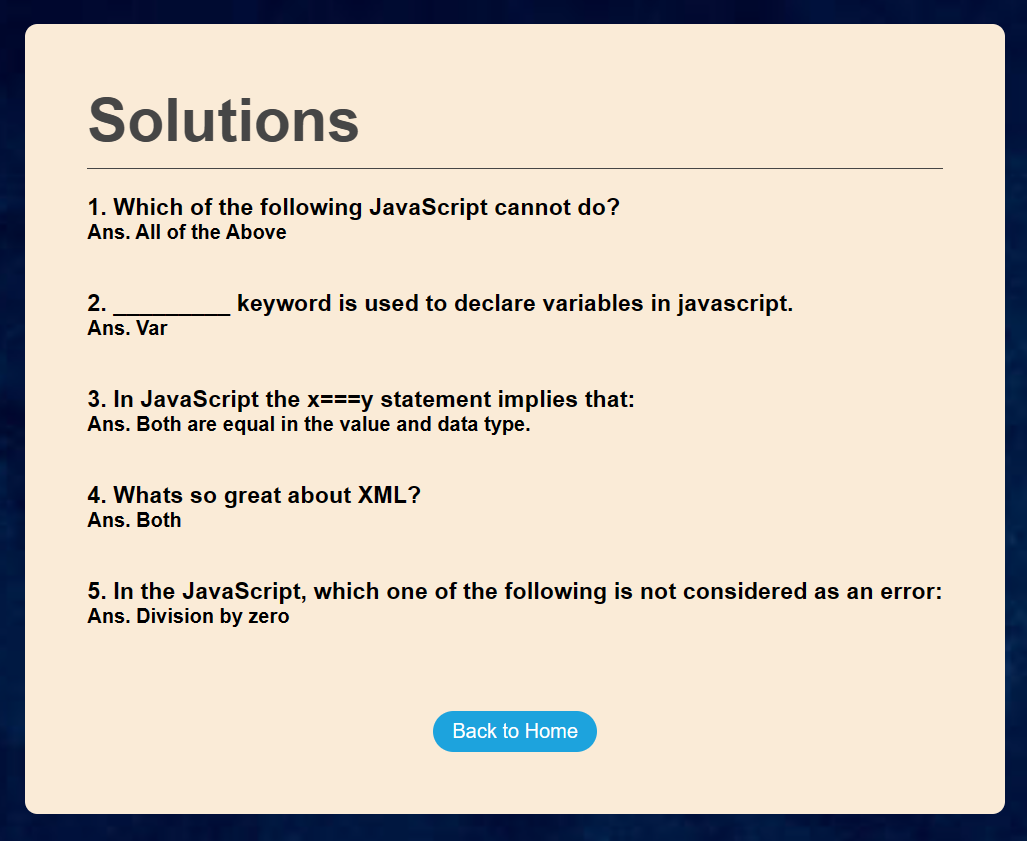 Solutions
1. Which of the following JavaScript cannot do?
Ans. All of the Above
2. __________ keyword is used to declare variables in javascript.
Ans. Var
3. In JavaScript the x===y statement implies that:
Ans. Both are equal in the value and data type.
4. Whats so great about XML?
Ans. Both
5. In the JavaScript, which one of the following is not considered as an error:
Ans. Division by zero
Back to Home